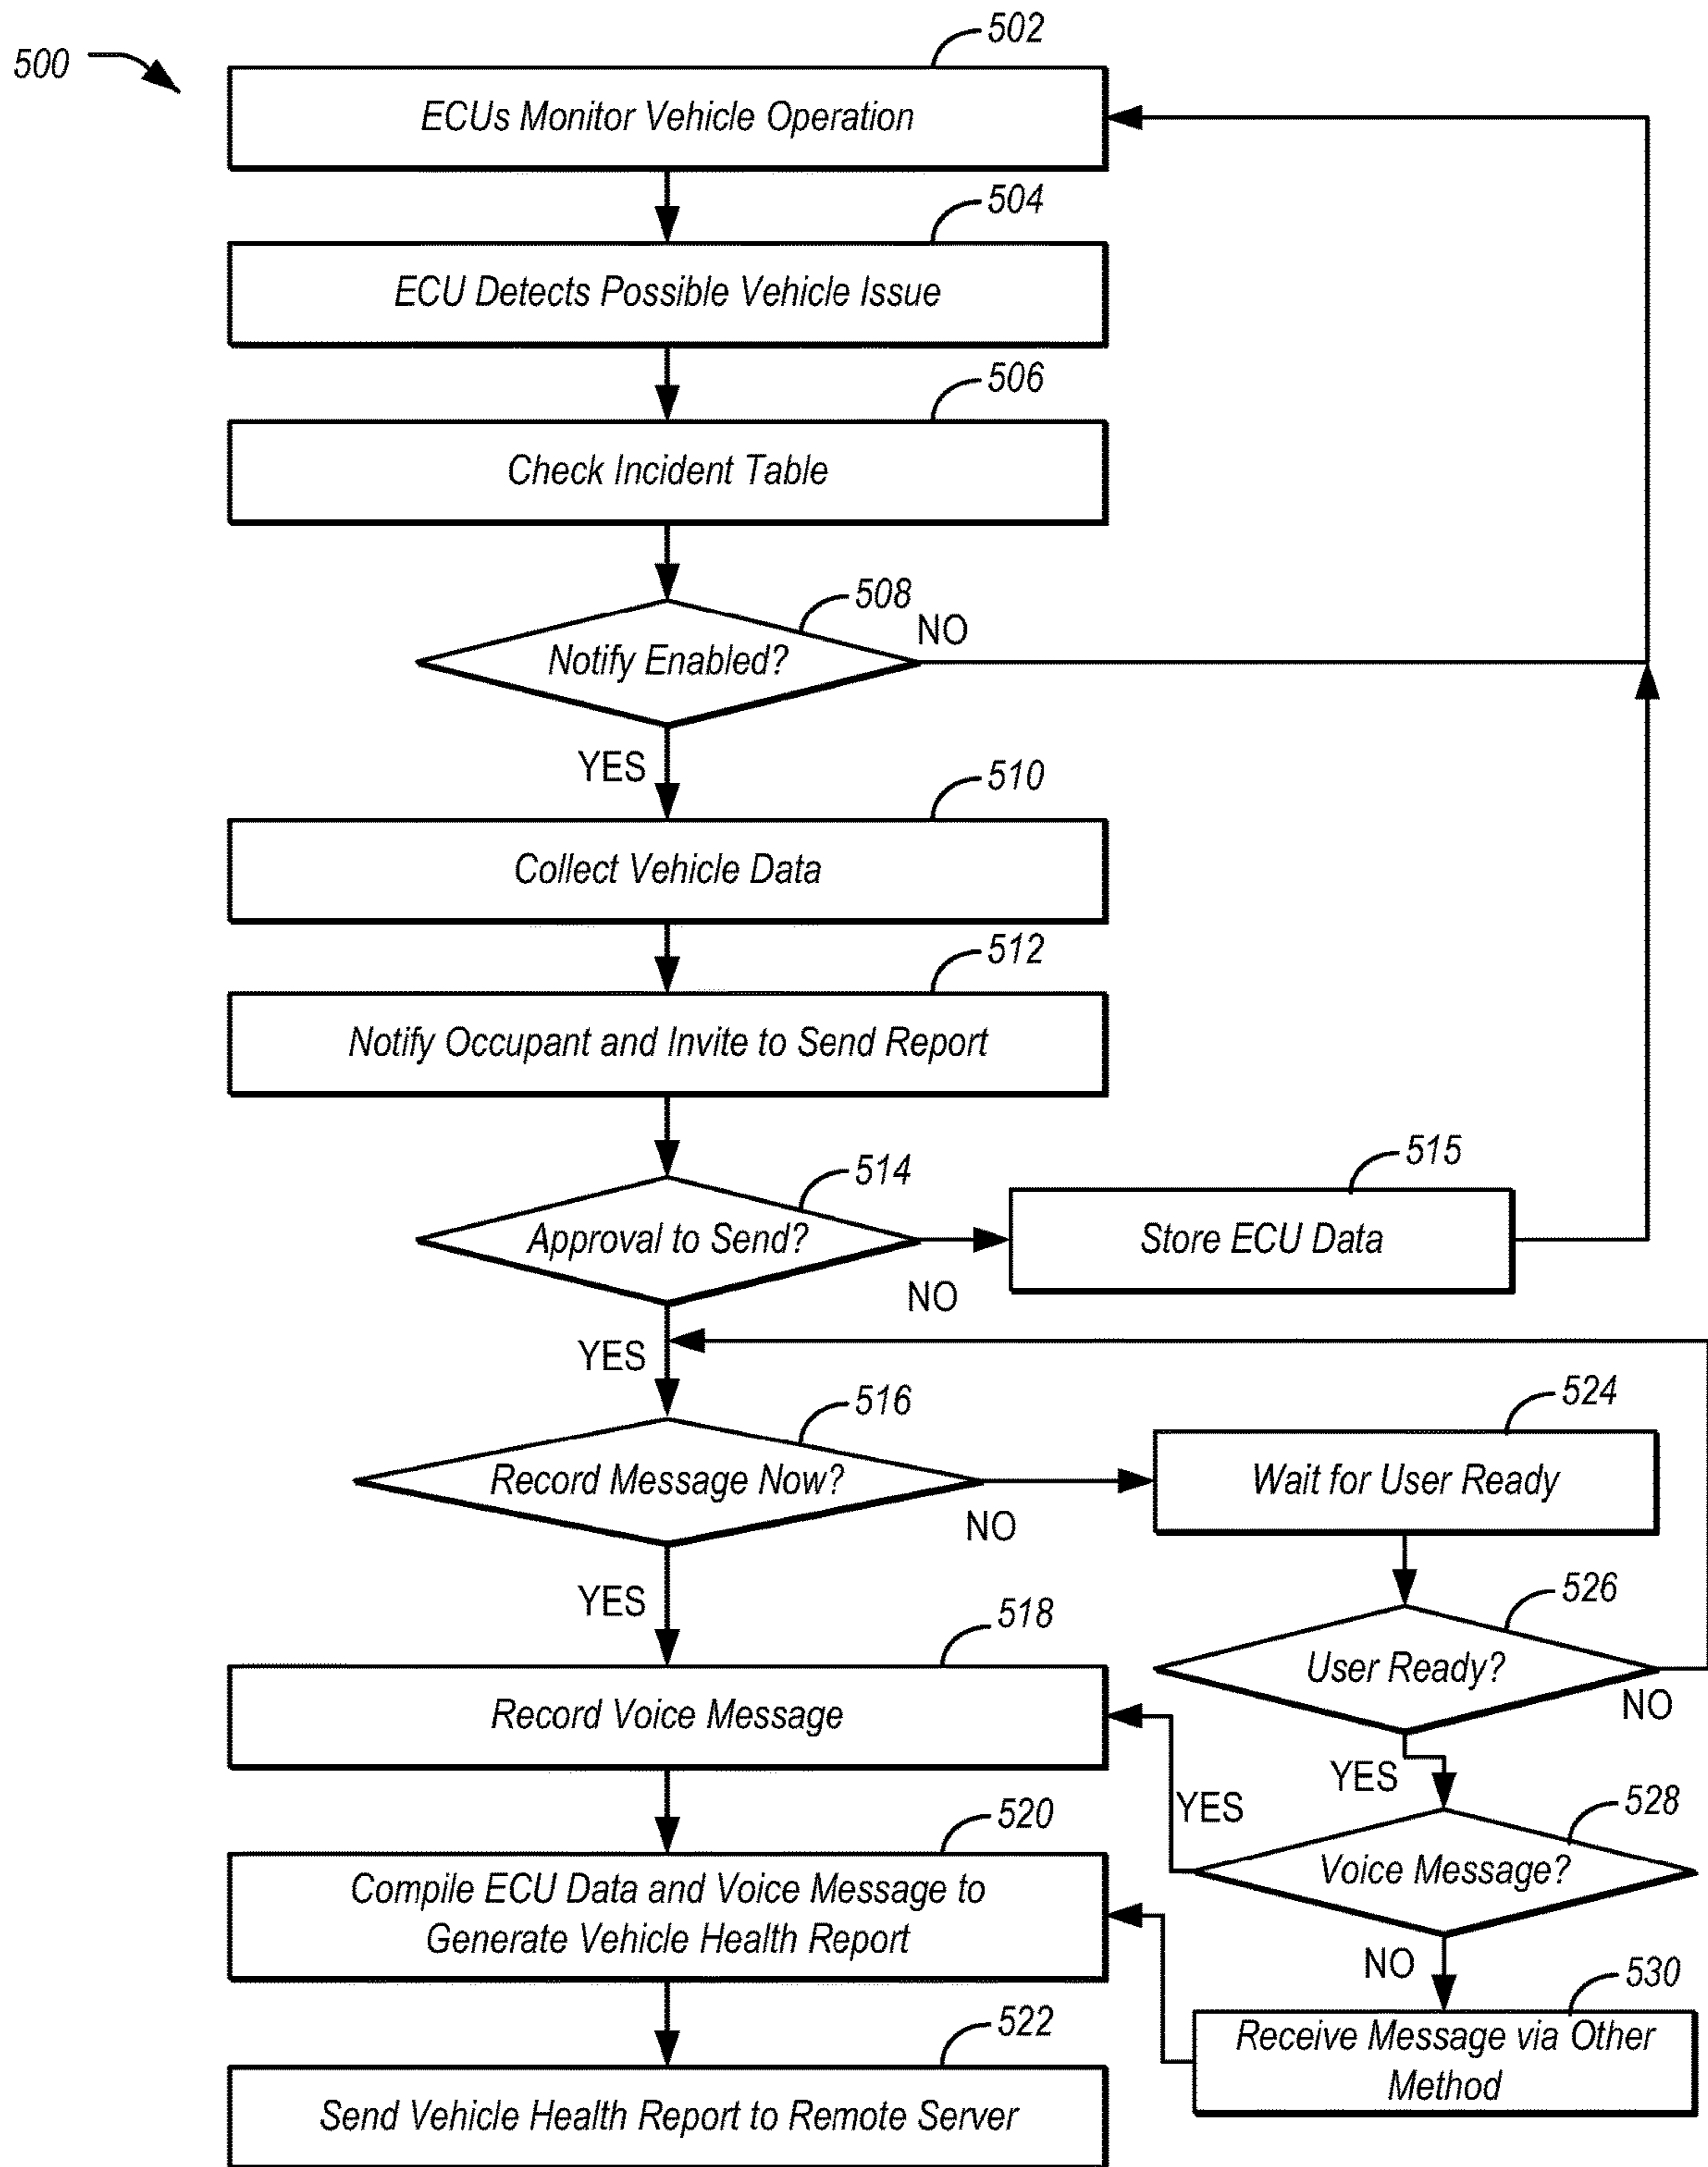 500
502
ECUs Monitor Vehicle Operation
504
ECU Detects Possible Vehicle Issue
506
Check Incident Table
508
Notify Enabled?
NO
YES
510
Collect Vehicle Data
512
Notify Occupant and Invite to Send Report
514
Approval to Send?
NO
515
Store ECU Data
YES
516
Record Message Now?
NO
524
Wait for User Ready
YES
526
User Ready?
NO
518
Record Voice Message
YES
YES
528
Voice Message?
520
Compile ECU Data and Voice Message to
Generate Vehicle Health Report
NO
530
Receive Message via Other
Method
522
Send Vehicle Health Report to Remote Server